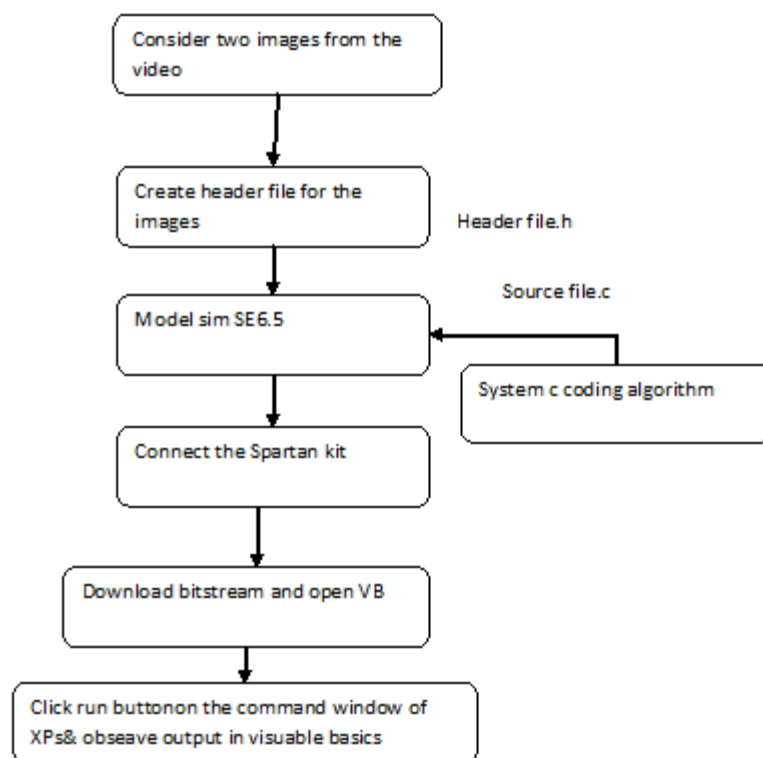 Consider two images from the
video
Create header file for the
images
Header file.h
Source file.c
Model sim SE6.5
System c coding algorithm
Connect the Spartan kit
Download bitstream and open VB
Click run buttonon the command window of
XPs& obseave output in visuable basics